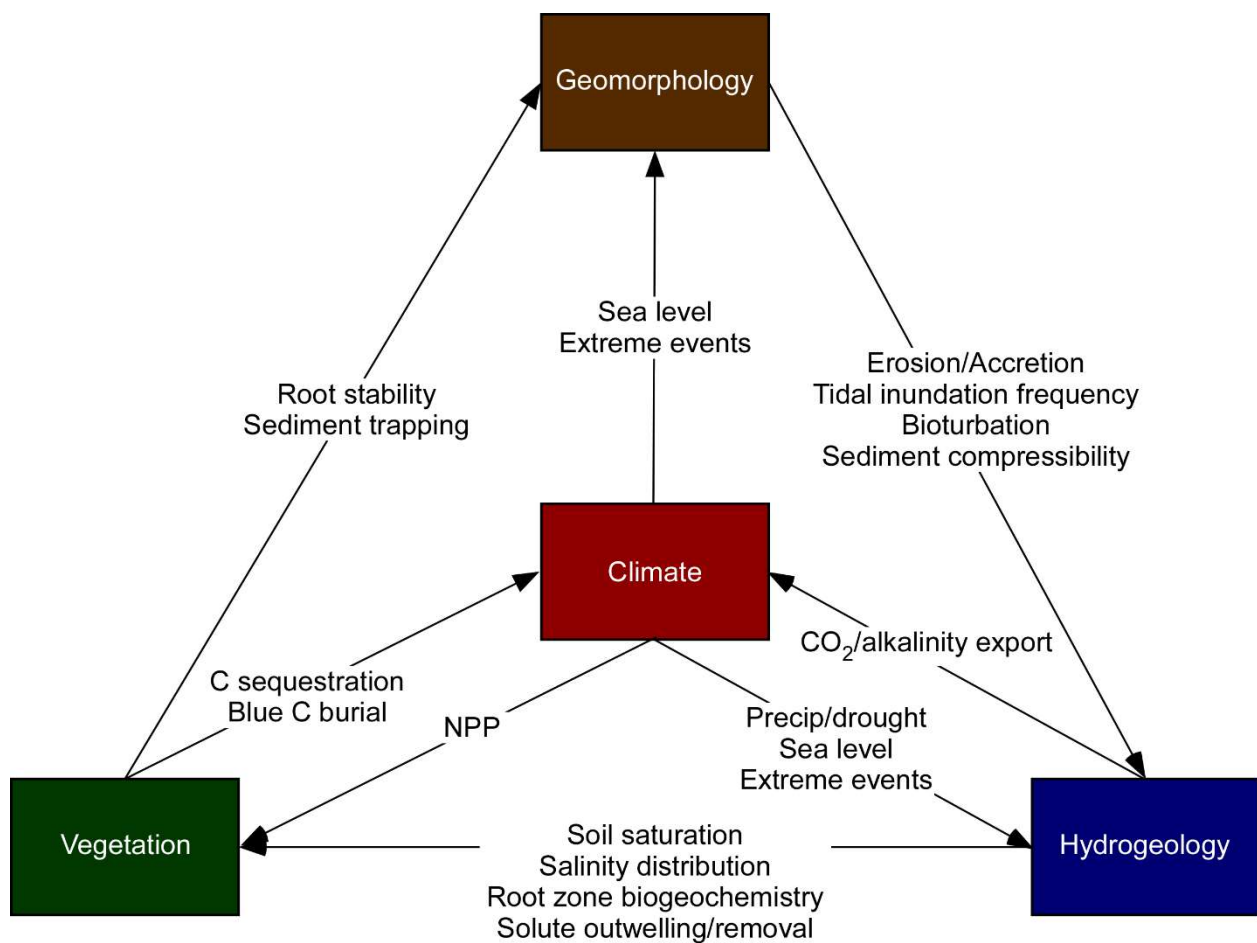 Geomorphology
Sea level
Extreme events
Erosion/Accretion
Tidal inundation frequency
Bioturbation
Sediment compressibility
Root stability
Sediment trapping
Climate
CO₂/alkalinity export
C sequestration
Blue C burial
NPP
Precip/drought
Sea level
Extreme events
Vegetation
Soil saturation
Salinity distribution
Root zone biogeochemistry
Solute outwelling/removal
Hydrogeology